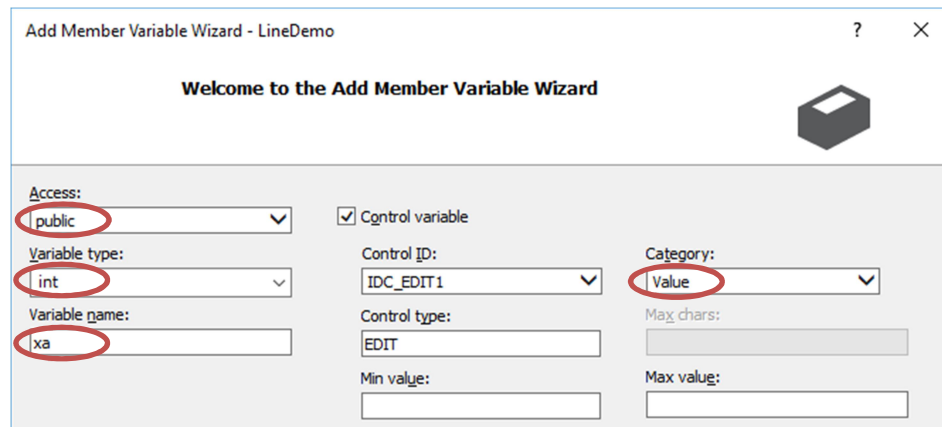 Add Member Variable Wizard - LineDemo
?
Welcome to the Add Member Variable Wizard
Access:
public
Control variable
Variable type:
Control ID:
Category:
int
IDC_EDIT1
Value
Variable name:
Control type:
Max chars:
xa
EDIT
Min value:
Max value: